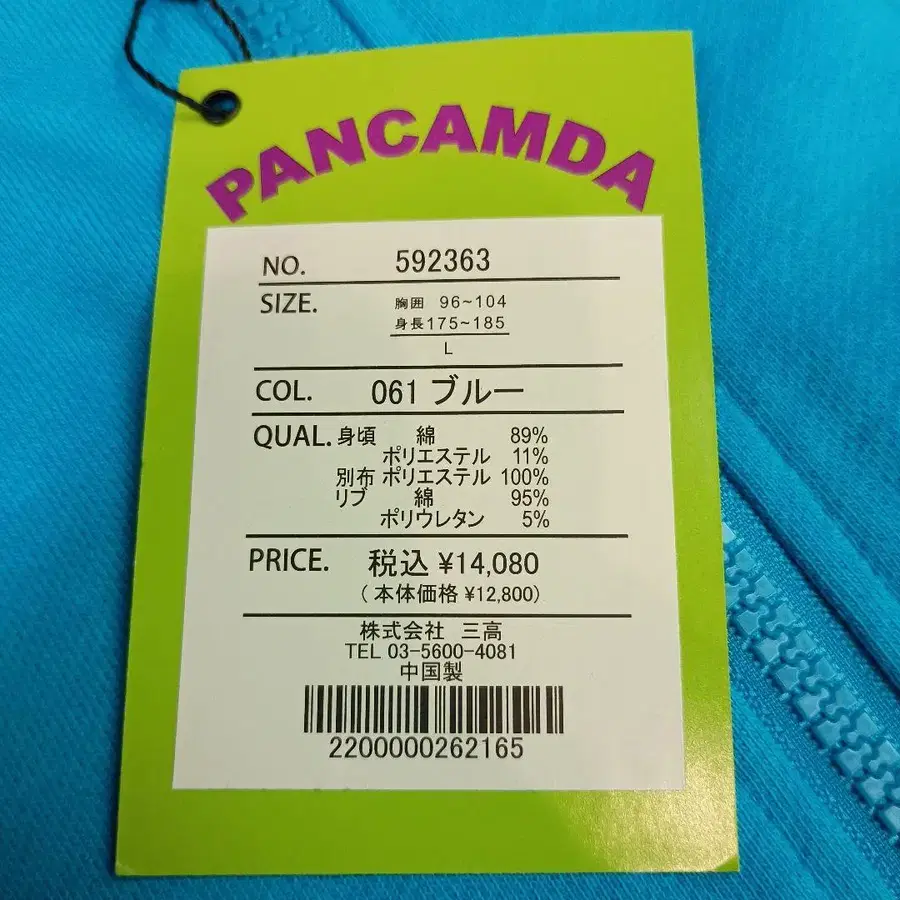 PANCAMDA
NO. 592363
SIZE. 胸囲 96~104
身長175~185
L
COL. 061 ブルー
QUAL. 身頃 綿 89%
ポリエステル 11%
別布 ポリエステル 100%
リブ 綿 95%
ポリウレタン 5%
PRICE. 税込 ¥14,080
(本体価格 ¥12,800)
株式会社 三高
TEL 03-5600-4081
中国製
2200000262165